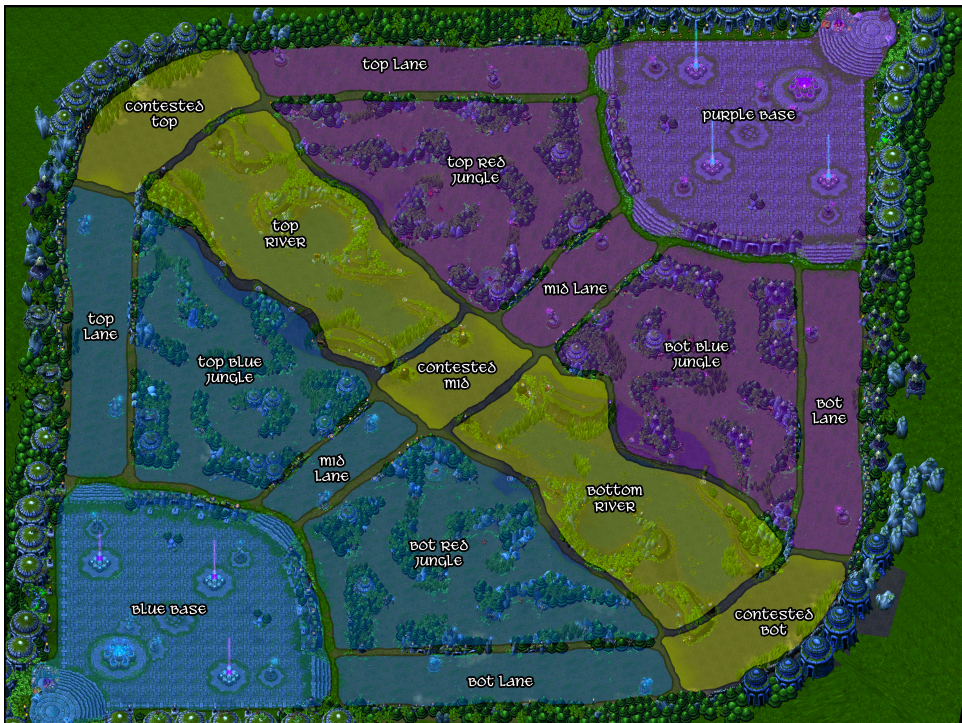 top Lane
contested
top
purple base
top red
jungle
top
river
mid Lane
top
Lane
contested
mid
bot blue
jungle
top blue
jungle
bot
Lane
mid
Lane
bottom
river
bot red
jungle
blue base
contested
bot
bot Lane